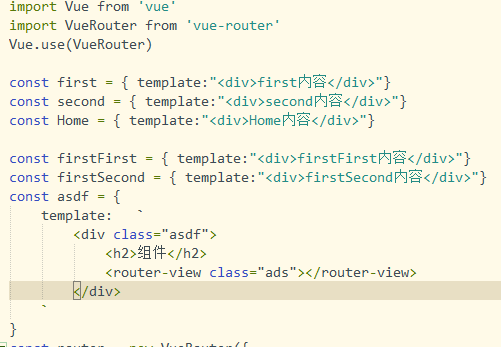 import Vue from 'vue'
import VueRouter from 'vue-router'
Vue.use(VueRouter)
const first = { template:"<div>first内容</div>"}
const second = { template:"<div>second内容</div>"}
const Home = { template:"<div>Home内容</div>"}
const firstFirst = { template:"<div>firstFirst内容</div>"}
const firstSecond = { template:"<div>firstSecond内容</div>"}
const asdf = {
template: `
<div class="asdf">
<h2>组件</h2>
<router-view class="ads"></router-view>
</div>
`
}
const router = new VueRouter({